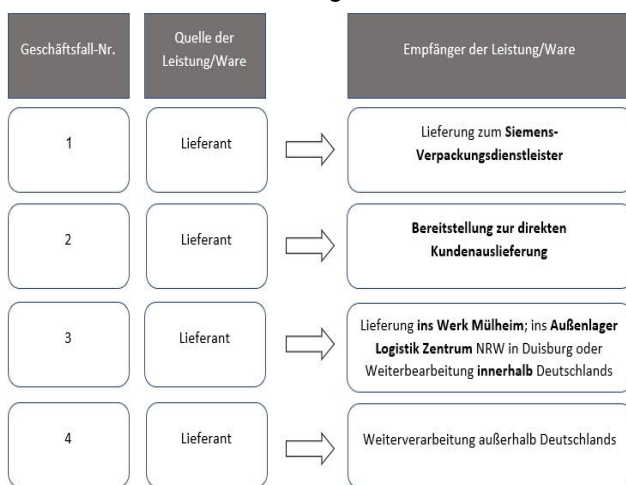 Geschäftsfall-Nr.
Quelle der
Leistung/Ware
Empfänger der Leistung/Ware
1
Lieferant
Lieferung zum Siemens-
Verpackungsdienstleister
2
Lieferant
Bereitstellung zur direkten
Kundenauslieferung
3
Lieferant
Lieferung ins Werk Mülheim; ins Außenlager
Logistik Zentrum NRW in Duisburg oder
Weiterbearbeitung innerhalb Deutschlands
4
Lieferant
Weiterverarbeitung außerhalb Deutschlands